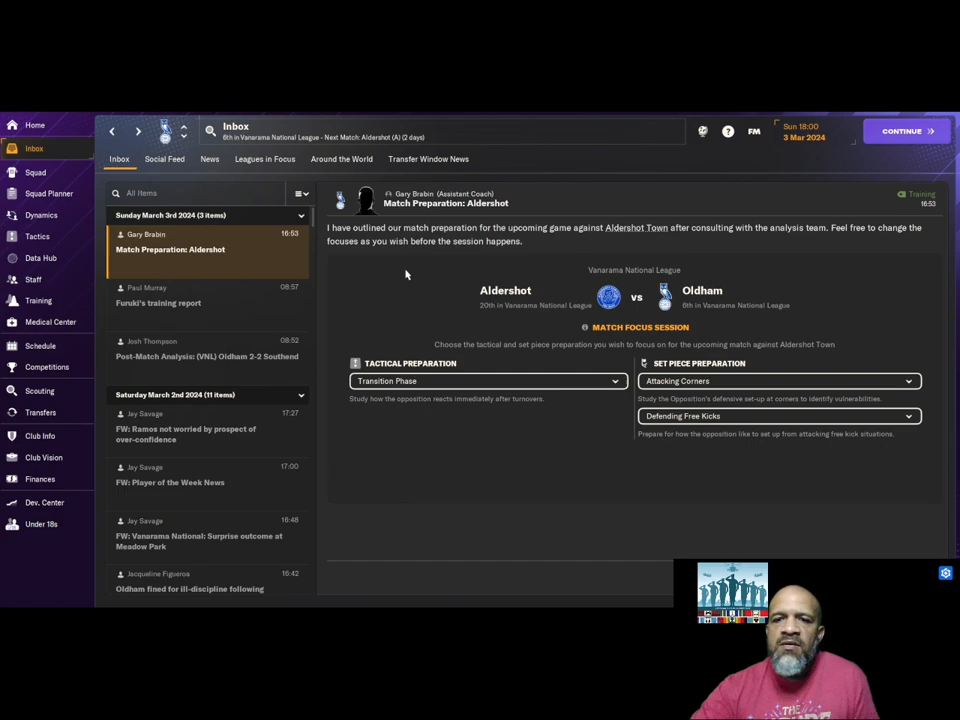 Home
Inbox
Squad
Squad Planner
Dynamics
Tactics
Data Hub
Staff
Training
Medical Center
Schedule
Competitions
Scouting
Transfers
Club Info
Club Vision
Finances
Dev. Center
Under 18s
Inbox
6th in Vanarama National League - Next Match: Aldershot (A) (2 days)
? FM
Sun 18:00
3 Mar 2024
CONTINUE
Inbox Social Feed News Leagues in Focus Around the World Transfer Window News
All Items
Sunday March 3rd 2024 (3 items)
Gary Brabin 16:53
Match Preparation: Aldershot
Paul Murray 08:57
Furuki's training report
Josh Thompson 08:52
Post-Match Analysis: (VNL) Oldham 2-2 Southend
Saturday March 2nd 2024 (11 items)
Jay Savage 17:27
FW: Ramos not worried by prospect of
over-confidence
Jay Savage 17:00
FW: Player of the Week News
Jay Savage 16:48
FW: Vanarama National: Surprise outcome at
Meadow Park
Jacqueline Figueroa 16:42
Oldham fined for ill-discipline following
Gary Brabin (Assistant Coach)
Match Preparation: Aldershot
Training
16:53
I have outlined our match preparation for the upcoming game against Aldershot Town after consulting with the analysis team. Feel free to change the
focuses as you wish before the session happens.
Vanarama National League
Aldershot vs Oldham
20th in Vanarama National League 6th in Vanarama National League
MATCH FOCUS SESSION
Choose the tactical and set piece preparation you wish to focus on for the upcoming match against Aldershot Town
TACTICAL PREPARATION
Transition Phase
Study how the opposition reacts immediately after turnovers.
SET PIECE PREPARATION
Attacking Corners
Study the Opposition's defensive set-up at corners to identify vulnerabilities.
Defending Free Kicks
Prepare for how the opposition like to set up from attacking free kick situations.
THE